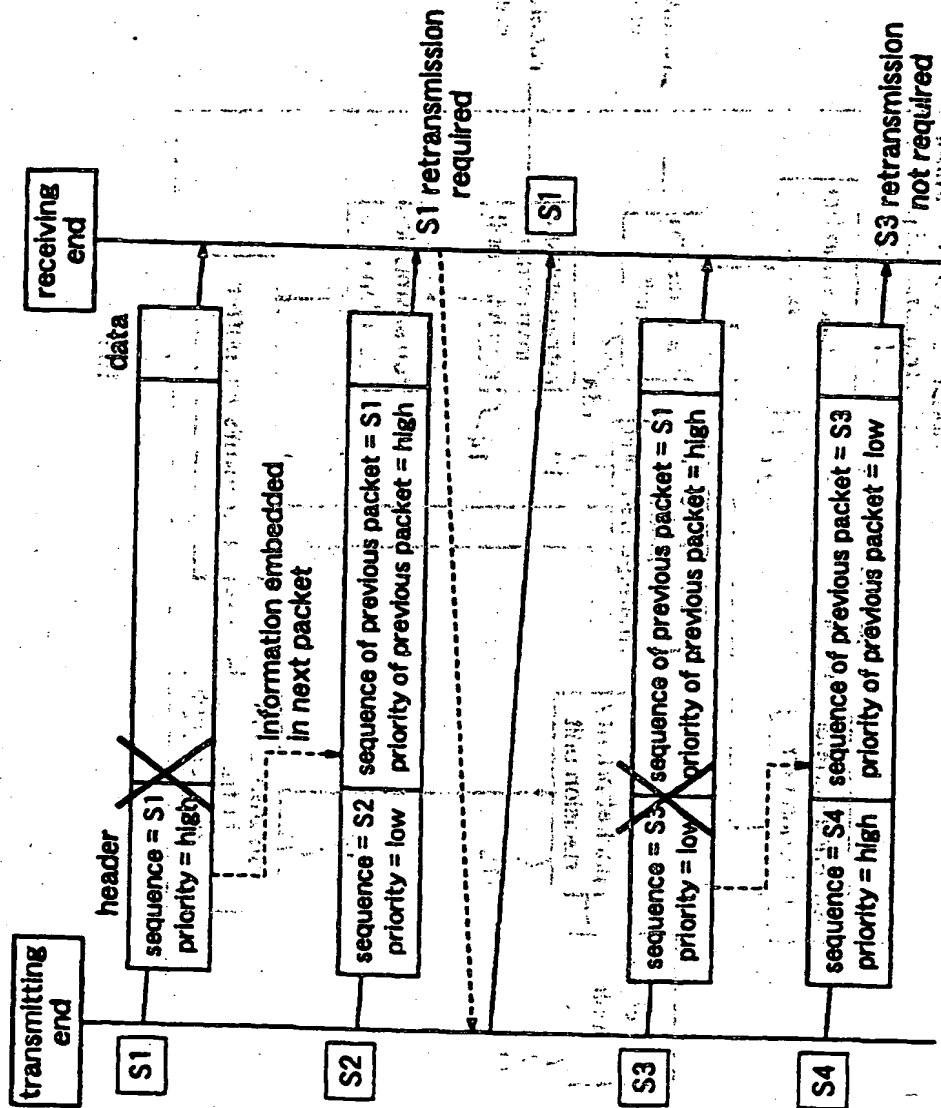 transmitting
end
receiving
end
header
data
S1
sequence = S1
priority = high
Information embedded
in next packet
S2
sequence = S2
priority = low
sequence of previous packet = S1
priority of previous packet = high
S1 retransmission
required
S1
S3
sequence = S3
priority = low
sequence of previous packet = S1
priority of previous packet = high
S4
sequence = S4
priority = high
sequence of previous packet = S3
priority of previous packet = low
S3 retransmission
not required